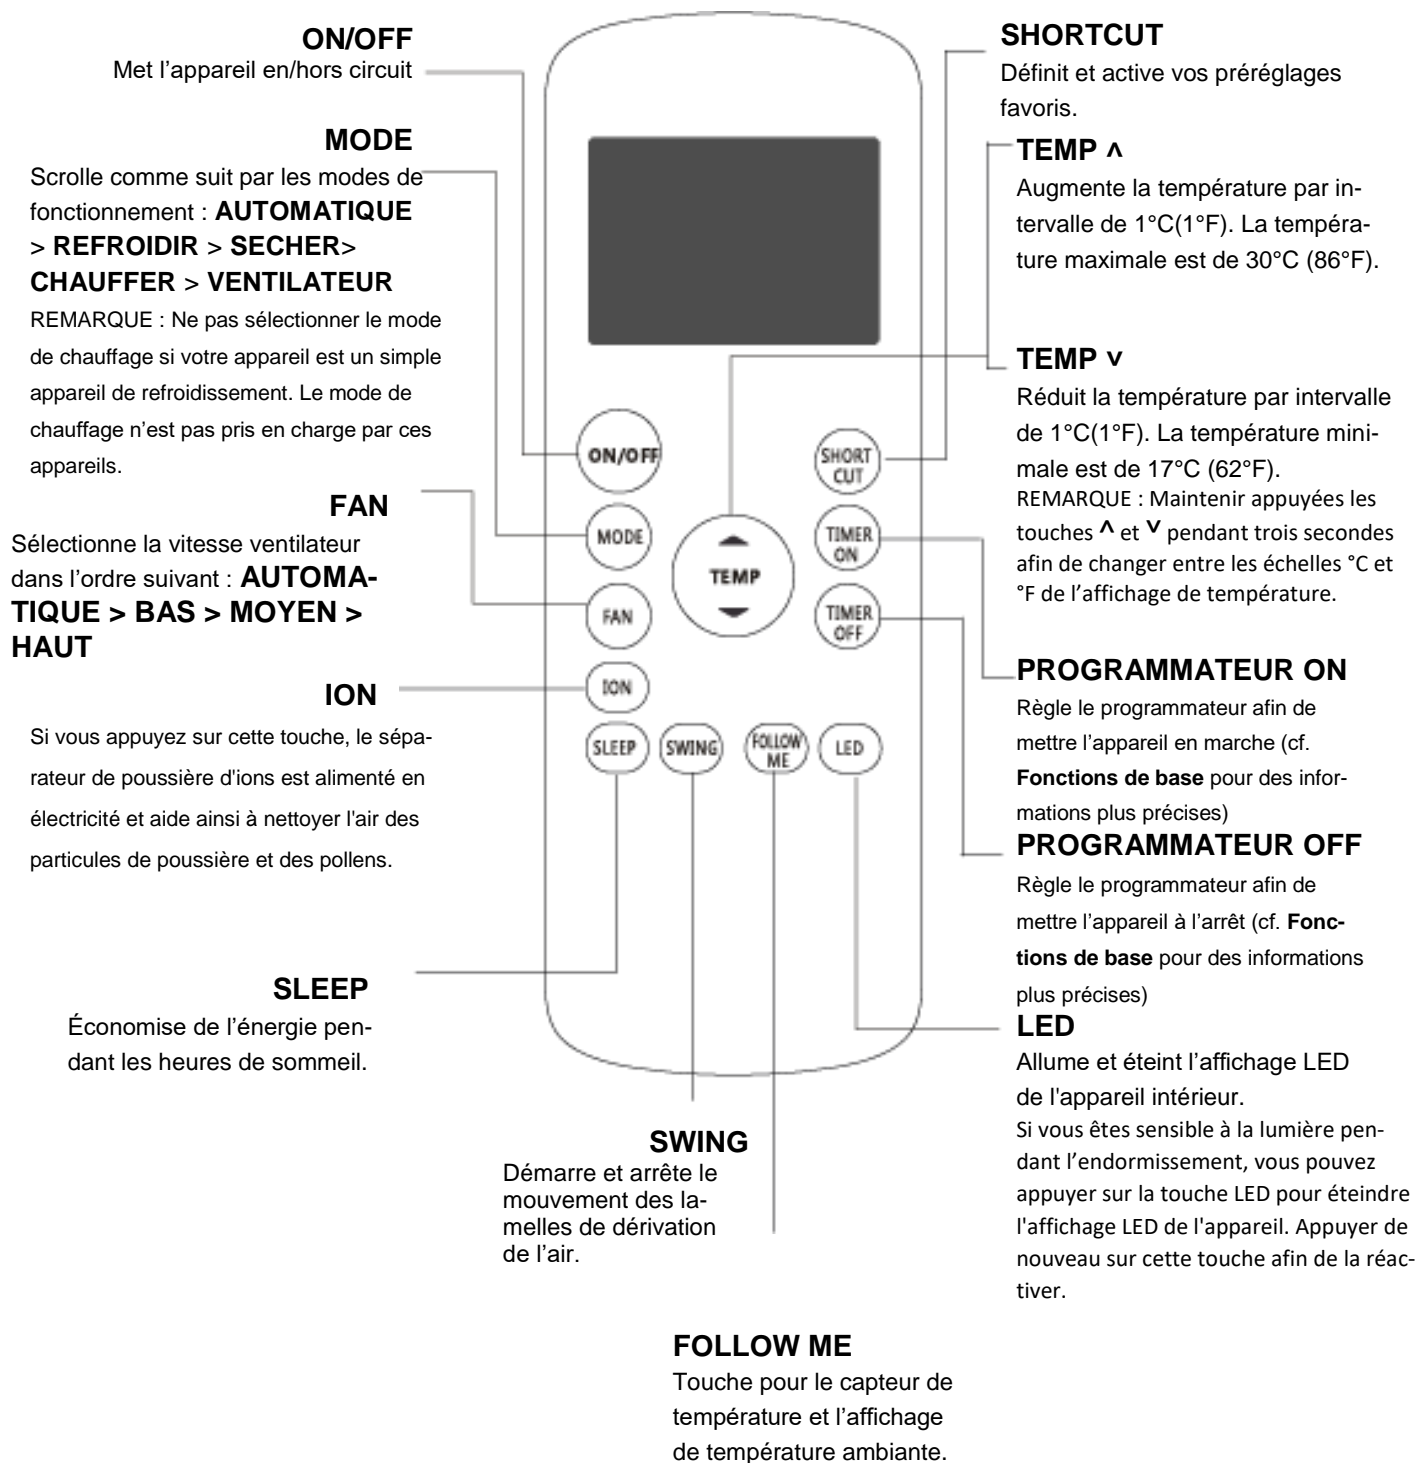 ON/OFF
Met l’appareil en/hors circuit
MODE
Scrolle comme suit par les modes de
fonctionnement : AUTOMATIQUE
> REFROIDIR > SECHER>
CHAUFFER > VENTILATEUR
REMARQUE : Ne pas sélectionner le mode
de chauffage si votre appareil est un simple
appareil de refroidissement. Le mode de
chauffage n’est pas pris en charge par ces
appareils.
FAN
Sélectionne la vitesse ventilateur
dans l’ordre suivant : AUTOMA-
TIQUE > BAS > MOYEN >
HAUT
ION
Si vous appuyez sur cette touche, le sépa-
rateur de poussière d'ions est alimenté en
électricité et aide ainsi à nettoyer l'air des
particules de poussière et des pollens.
SLEEP
Économise de l’énergie pen-
dant les heures de sommeil.
ON/OFF
SHORT
CUT
MODE
TEMP
TIMER
ON
FAN
TIMER
OFF
ION
SLEEP
SWING
FOLLOW
ME
LED
SWING
Démarre et arrête le
mouvement des la-
melles de dérivation
de l’air.
FOLLOW ME
Touche pour le capteur de
température et l’affichage
de température ambiante.
SHORTCUT
Définit et active vos préréglages
favoris.
TEMP ˄
Augmente la température par in-
tervalle de 1°C(1°F). La tempéra-
ture maximale est de 30°C (86°F).
TEMP ˅
Réduit la température par intervalle
de 1°C(1°F). La température mini-
male est de 17°C (62°F).
REMARQUE : Maintenir appuyées les
touches ˄ et ˅ pendant trois secondes
afin de changer entre les échelles °C et
°F de l’affichage de température.
PROGRAMMATEUR ON
Règle le programmateur afin de
mettre l’appareil en marche (cf.
Fonctions de base pour des infor-
mations plus précises)
PROGRAMMATEUR OFF
Règle le programmateur afin de
mettre l’appareil à l’arrêt (cf. Fonc-
tions de base pour des informations
plus précises)
LED
Allume et éteint l’affichage LED
de l'appareil intérieur.
Si vous êtes sensible à la lumière pen-
dant l’endormissement, vous pouvez
appuyer sur la touche LED pour éteindre
l'affichage LED de l'appareil. Appuyer de
nouveau sur cette touche afin de la réac-
tiver.